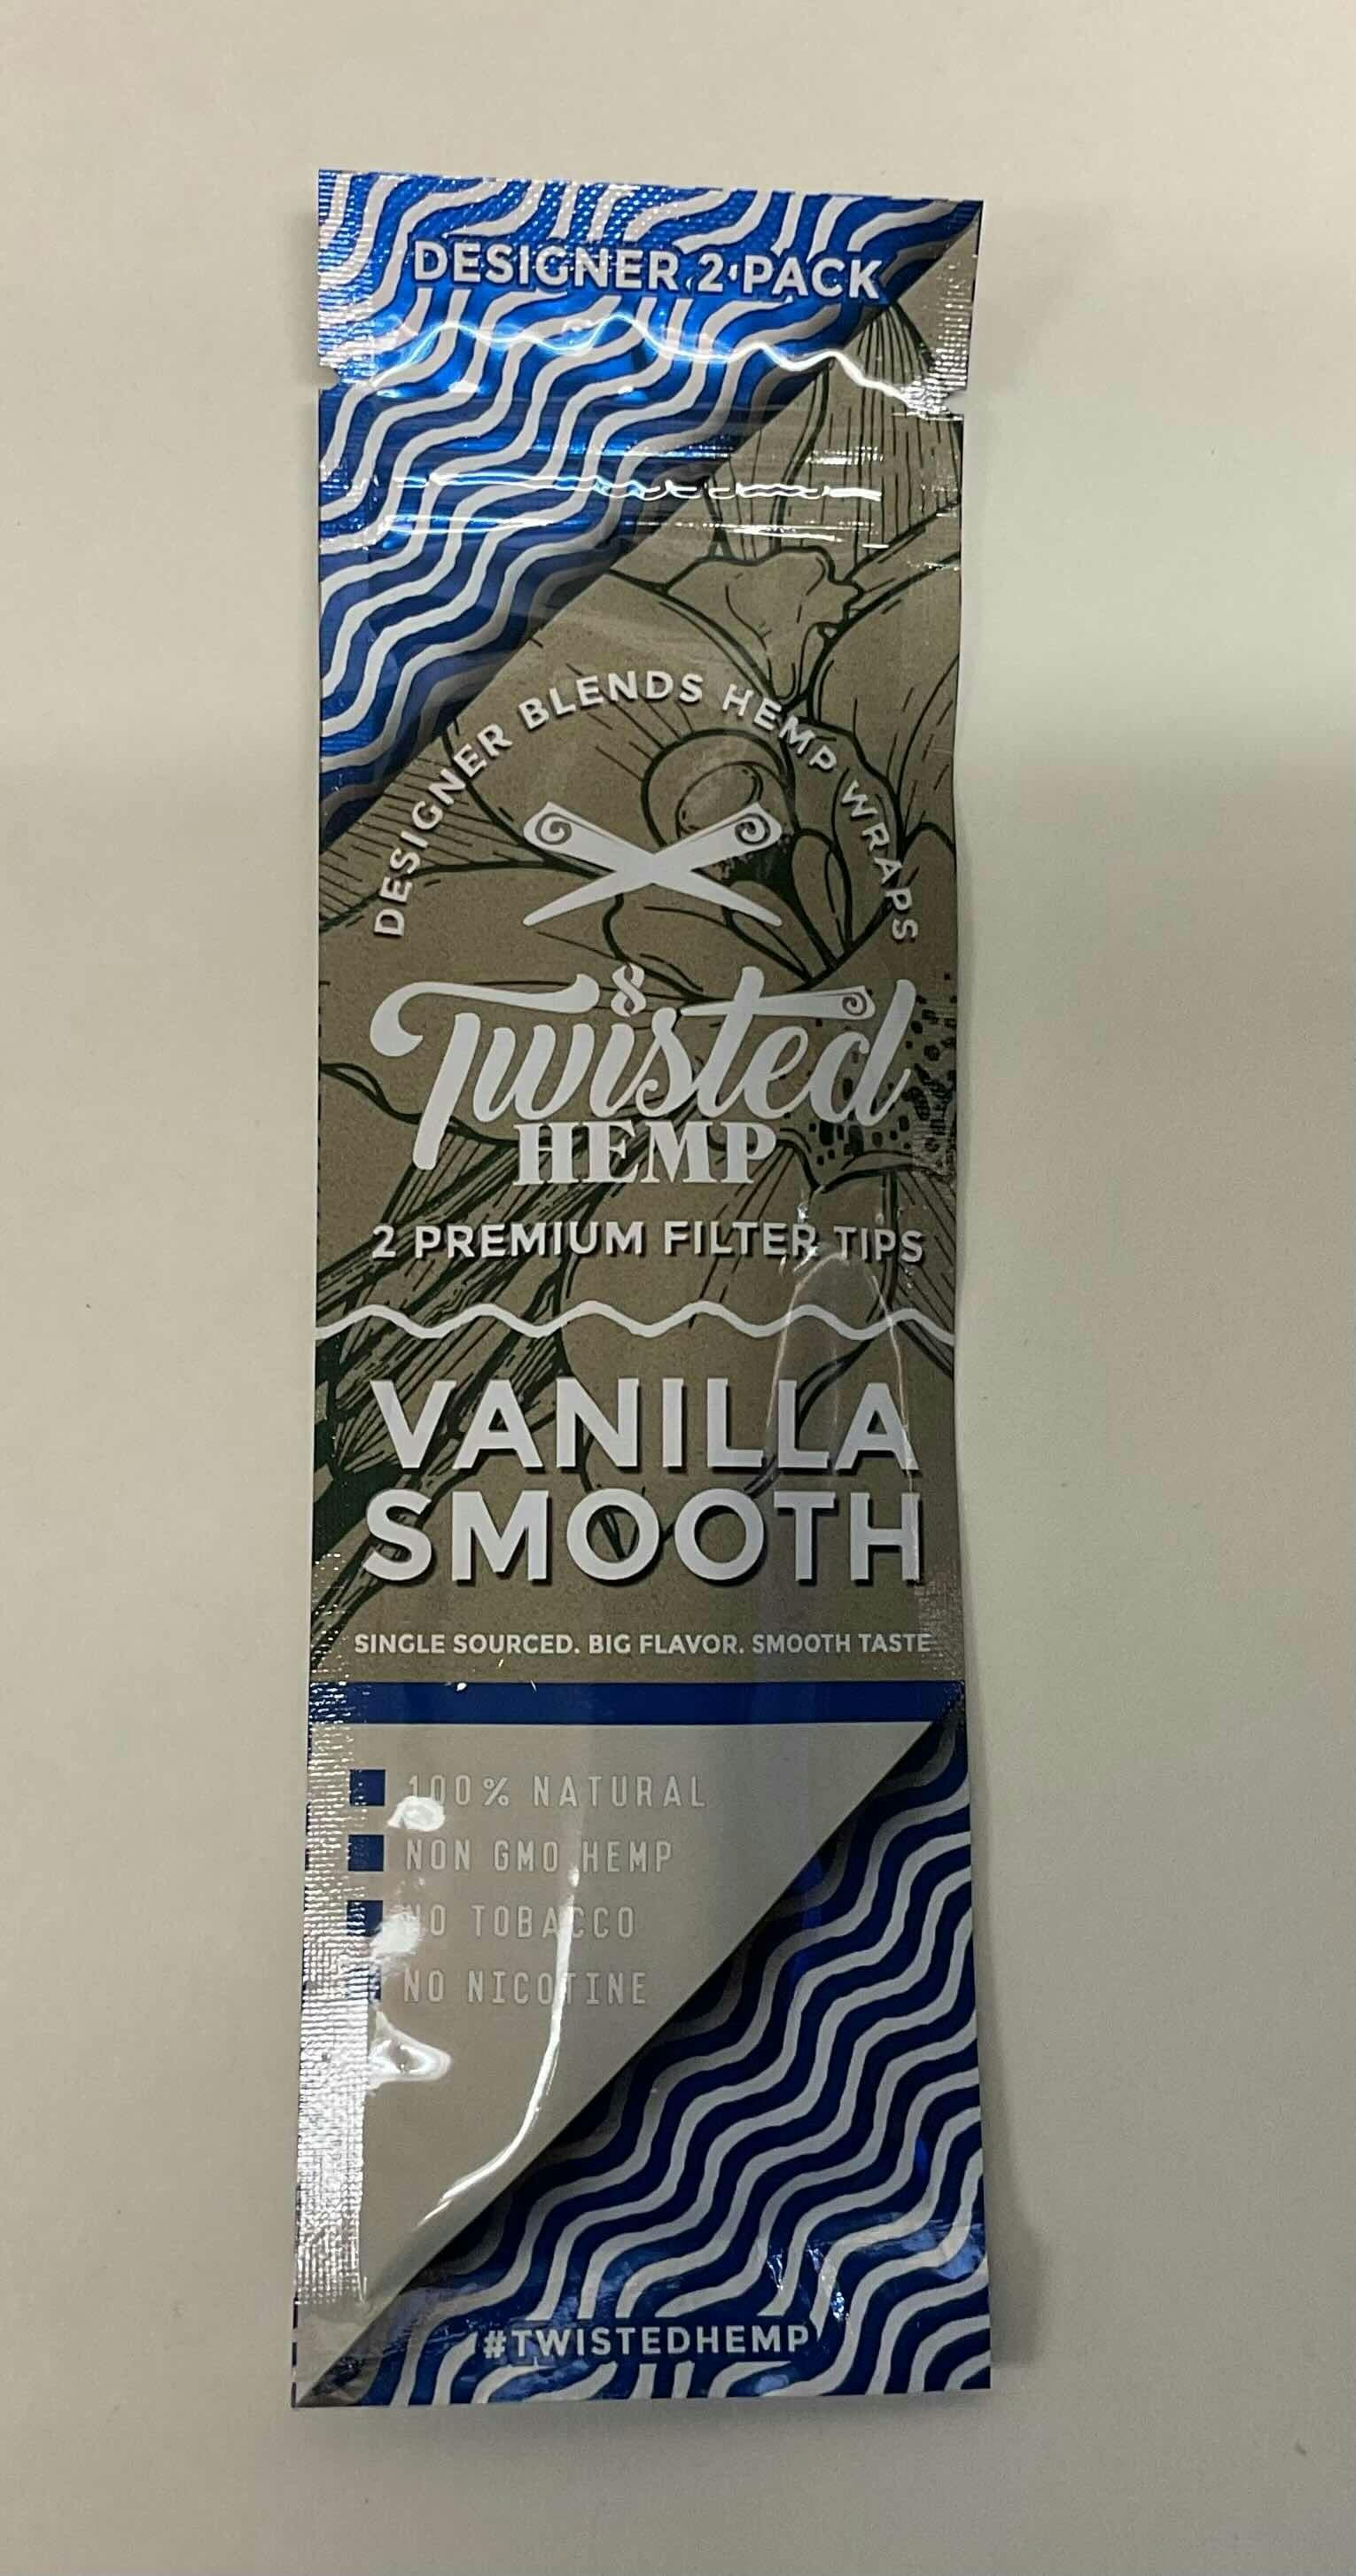 DESIGNER 2-PACK
DESIGNER BLENDS HEMP WRAPS
Twisted
HEMP
2 PREMIUM FILTER TIPS
VANILLA
SMOOTH
SINGLE SOURCED. BIG FLAVOR. SMOOTH TASTE
100% NATURAL
NON GMO HEMP
NO TOBACCO
NO NICOTINE
#TWISTEDHEMP